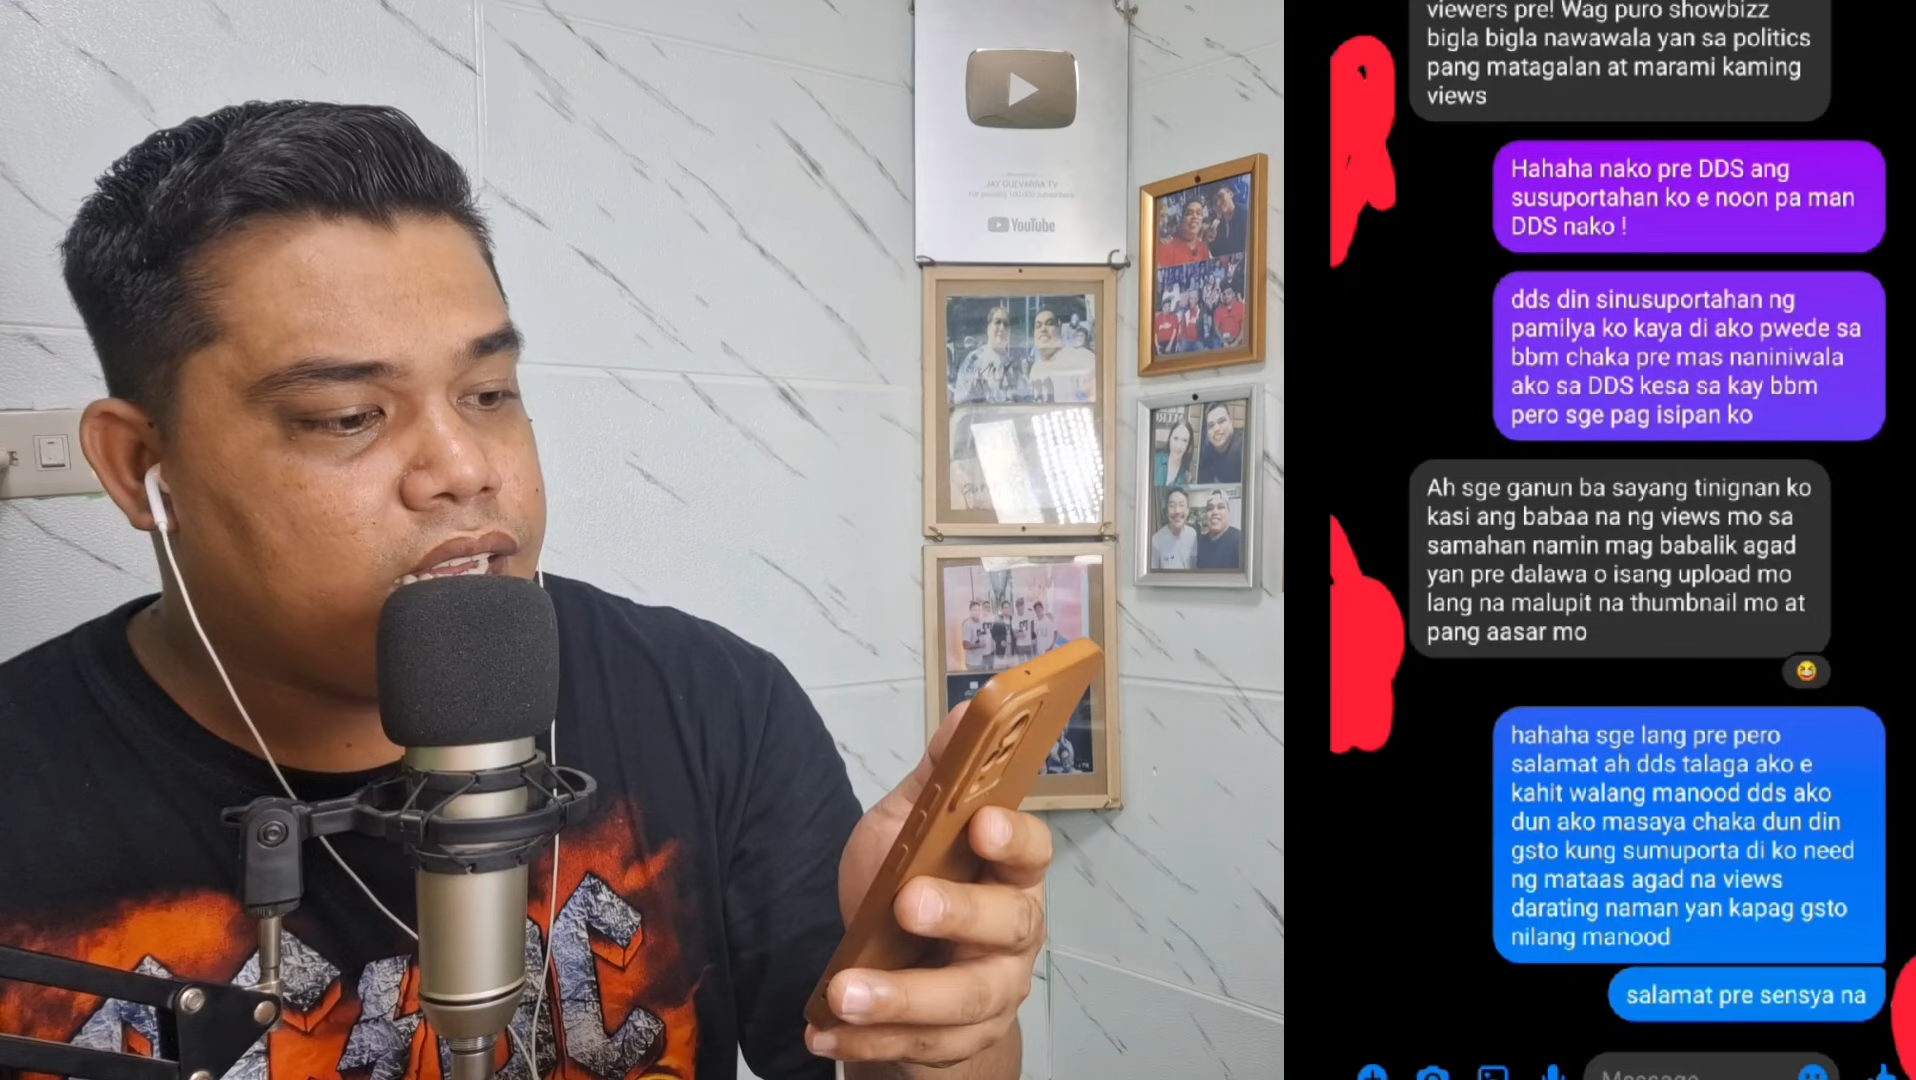 JAY GUEVARRA TV
YouTube
viewers pre! Wag puro showbizz
bigla bigla nawawala yan sa politics
pang matagalan at marami kaming
views
Hahaha nako pre DDS ang
susuportahan ko e noon pa man
DDS nako !
dds din sinusuportahan ng
pamilya ko kaya di ako pwede sa
bbm chaka pre mas naniniwala
ako sa DDS kesa sa kay bbm
pero sge pag isipan ko
Ah sge ganun ba sayang tinignan ko
kasi ang babaa na ng views mo sa
samahan namin mag babalik agad
yan pre dalawa o isang upload mo
lang na malupit na thumbnail mo at
pang aasar mo
hahaha sge lang pre pero
salamat ah dds talaga ako e
kahit walang manood dds ako
dun ako masaya chaka dun din
gsto kung sumuporta di ko need
ng mataas agad na views
darating naman yan kapag gsto
nilang manood
salamat pre sensya na
Message